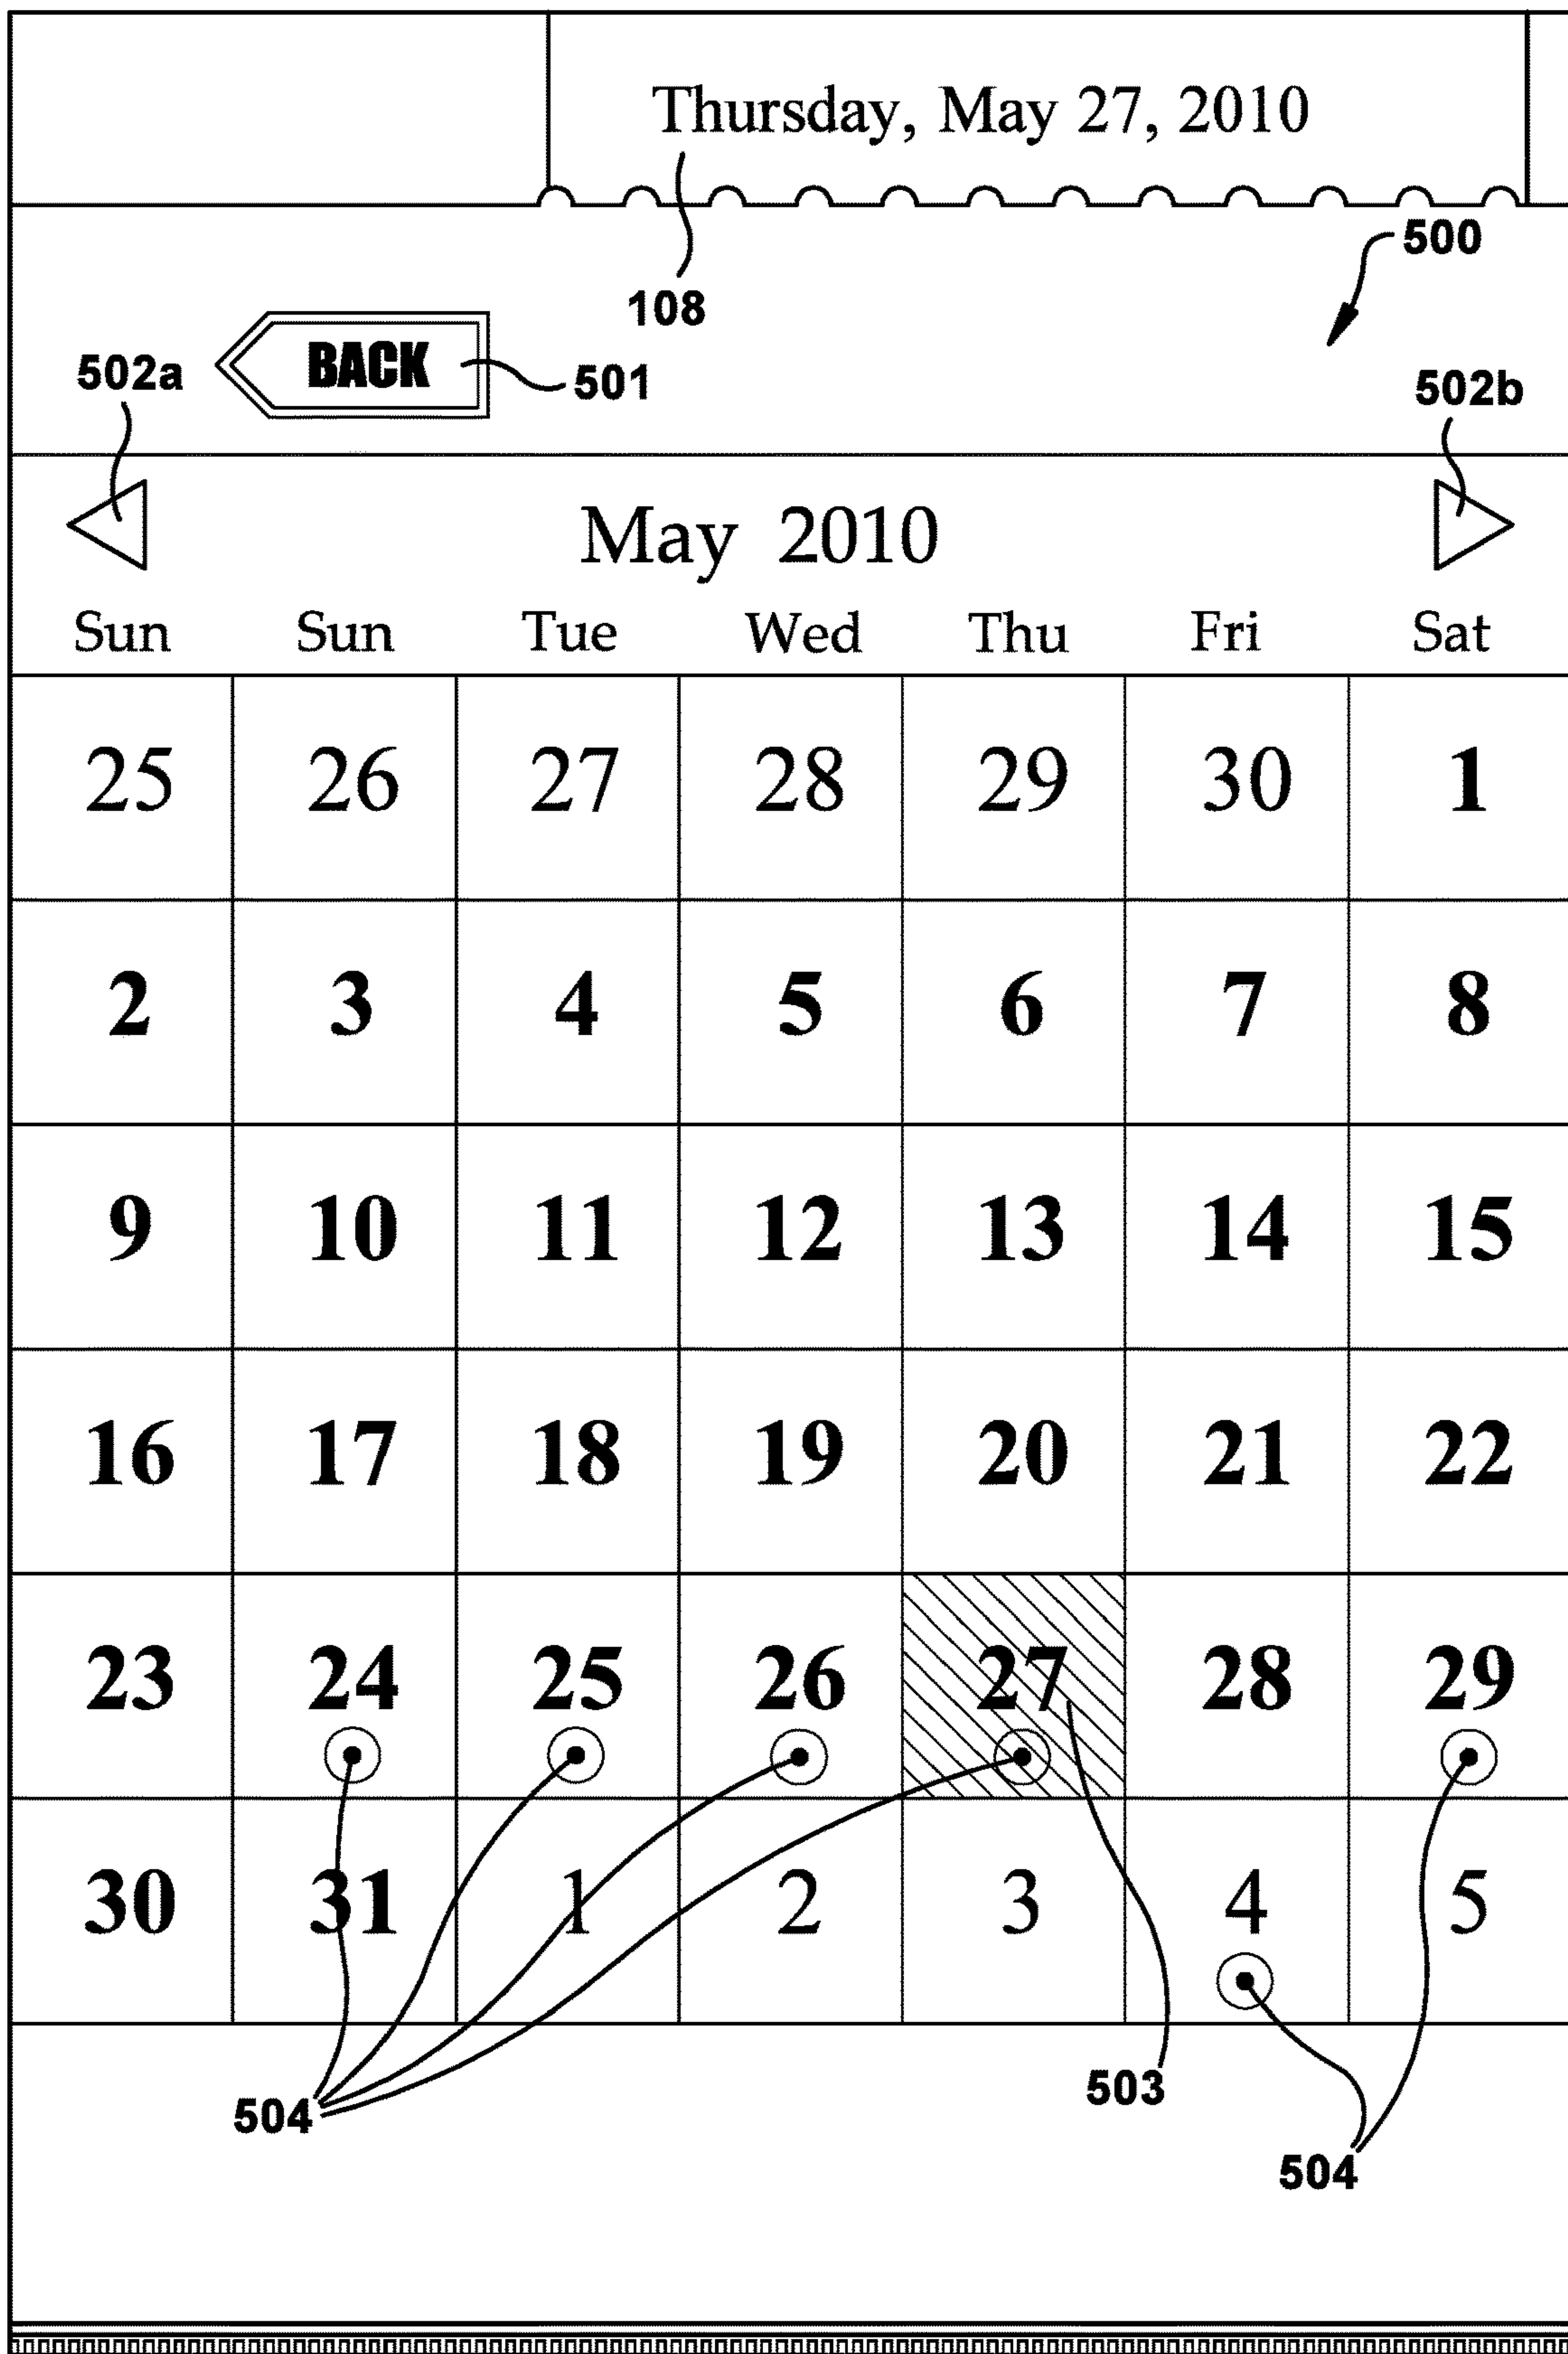 Thursday, May 27, 2010
500
108
BACK
502a
501
502b
May 2010
Sun Sun Tue Wed Thu Fri Sat
25 26 27 28 29 30 1
2 3 4 5 6 7 8
9 10 11 12 13 14 15
16 17 18 19 20 21 22
23 24 25 26 27 28 29
30 31 1 2 3 4 5
503
504
504